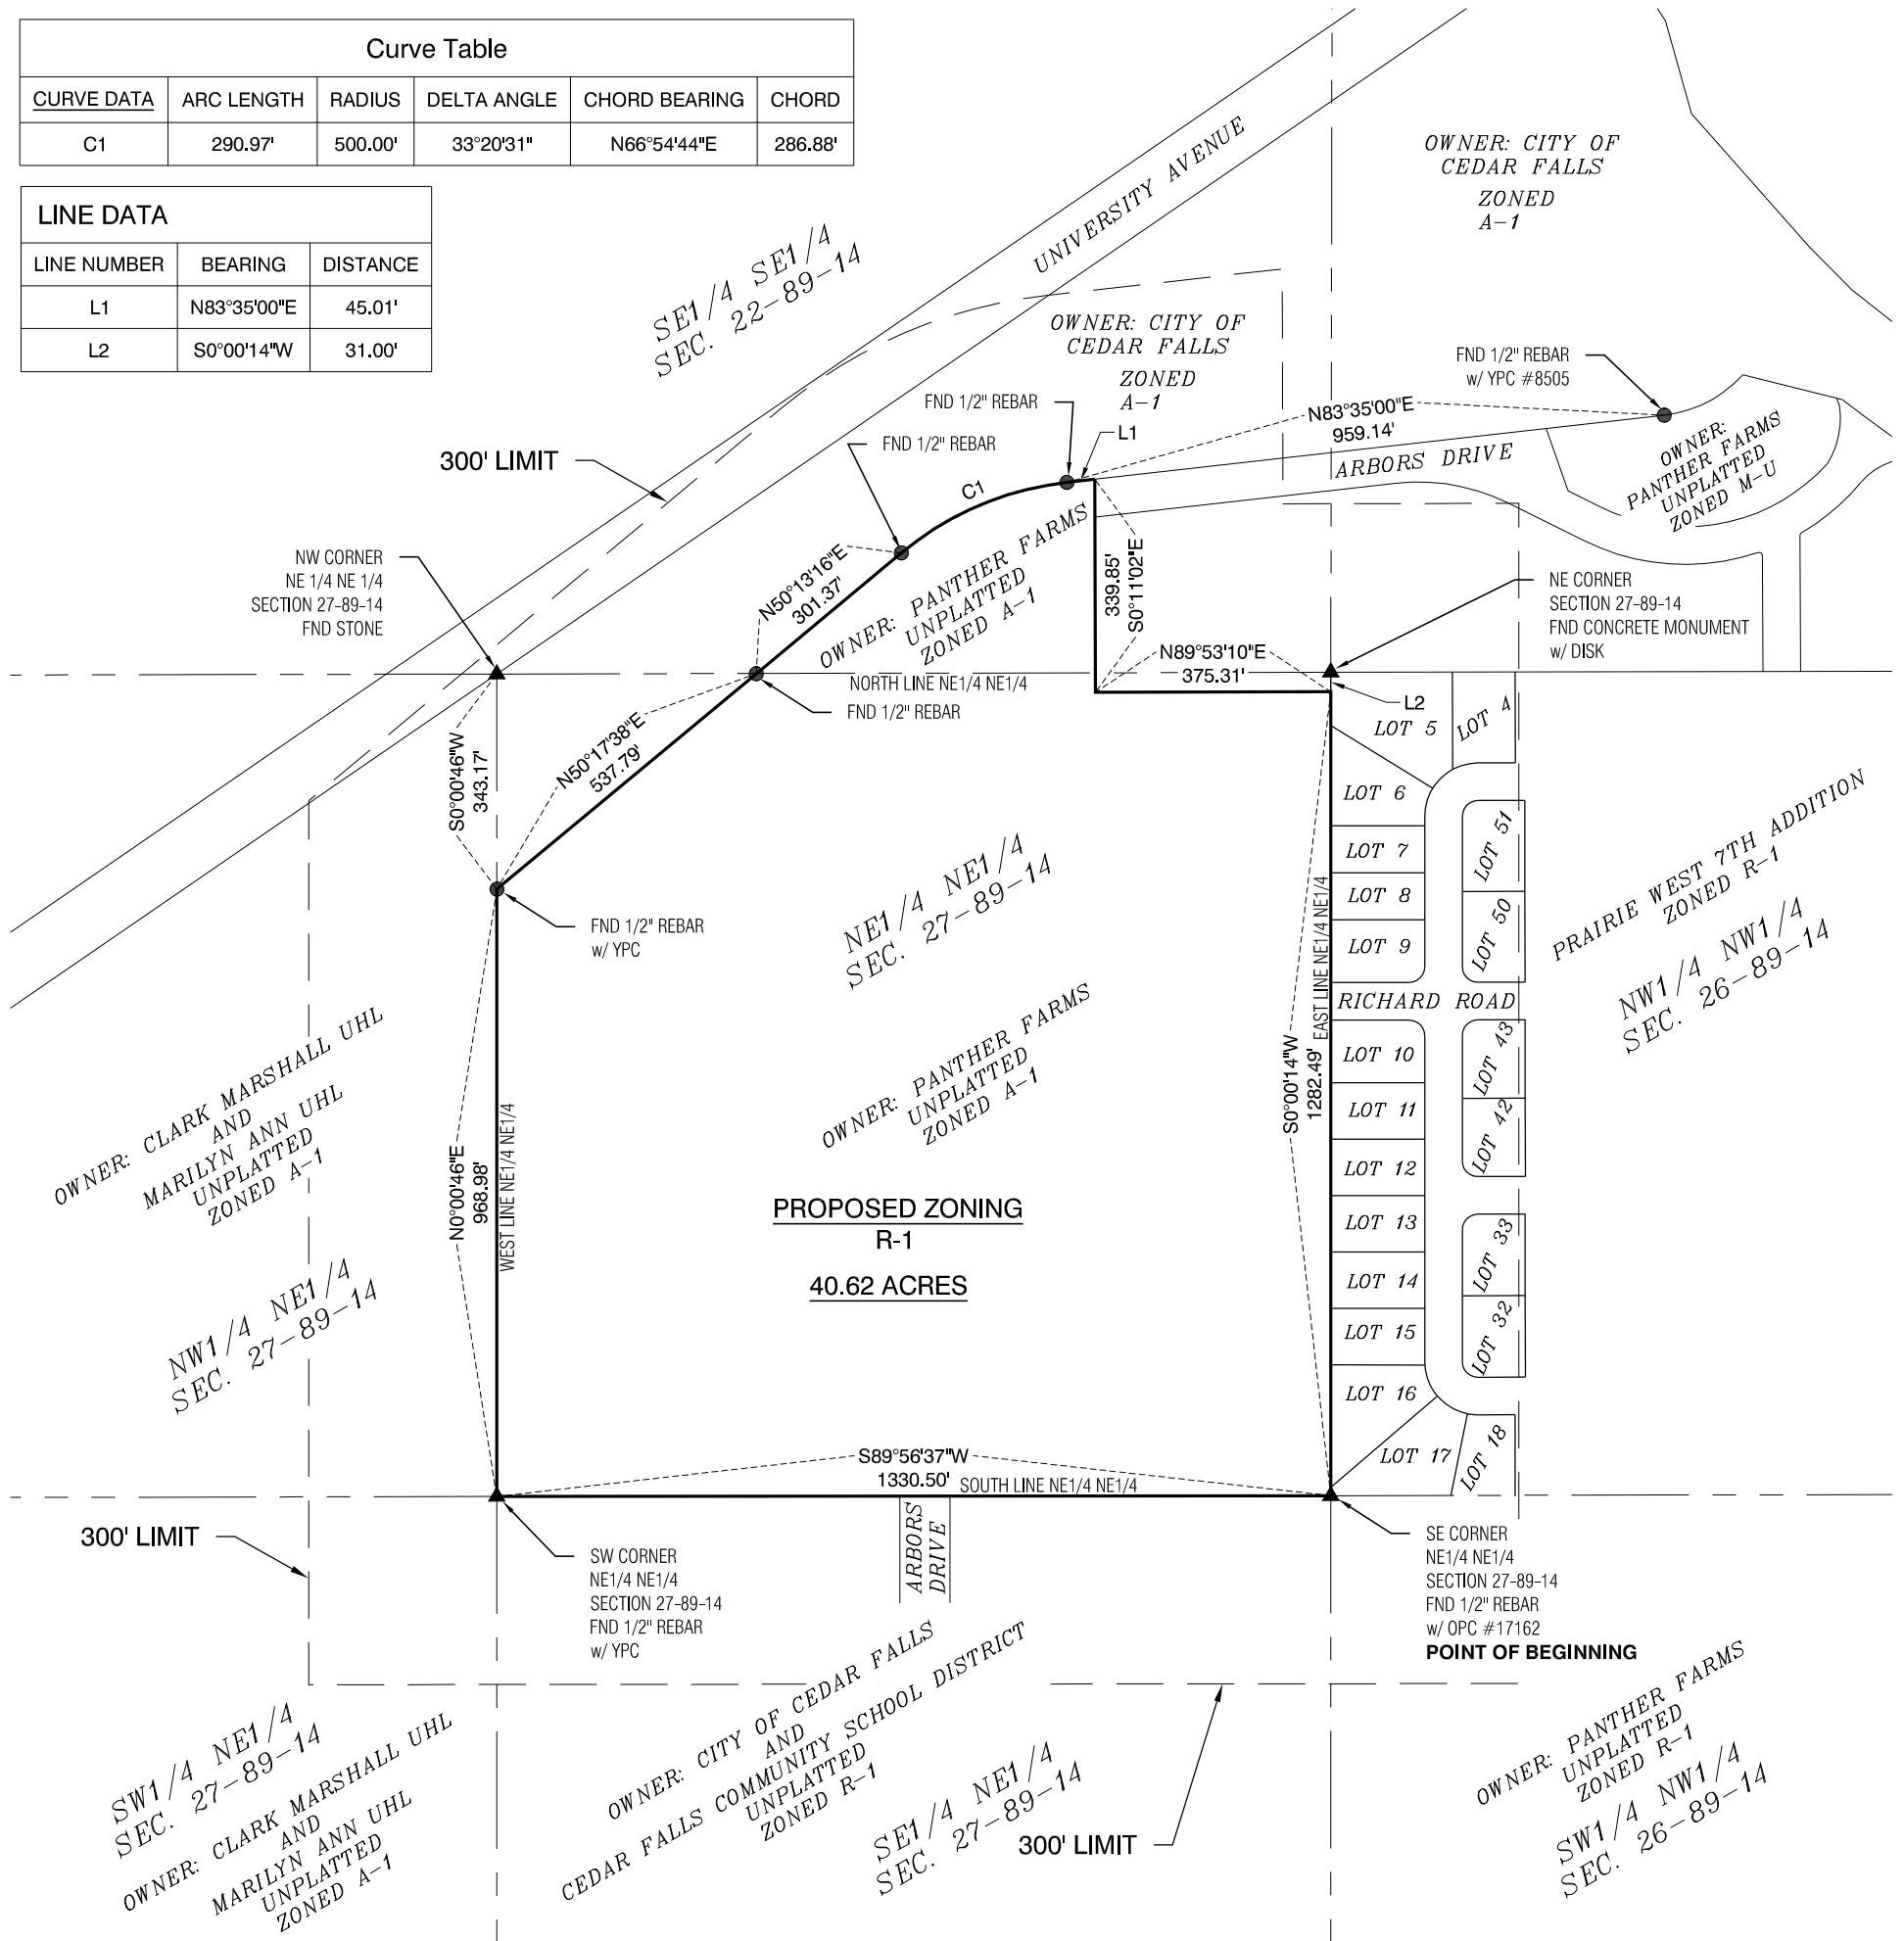 Curve Table
CURVE DATA ARC LENGTH RADIUS DELTA ANGLE CHORD BEARING CHORD
C1 290.97' 500.00' 33°20'31" N66°54'44"E 286.88'
LINE DATA
LINE NUMBER BEARING DISTANCE
L1 N83°35'00"E 45.01'
L2 S0°00'14"W 31.00'
UNIVERSITY AVENUE
OWNER: CITY OF
CEDAR FALLS
ZONED
A-1
SE1/4 SE1/4
SEC. 22-89-14
OWNER: CITY OF
CEDAR FALLS
ZONED
A-1
FND 1/2" REBAR
w/ YPC #8505
FND 1/2" REBAR
L1
N83°35'00"E
959.14'
ARBORS DRIVE
OWNER:
PANTHER FARMS
UNPLATTED
ZONED M-U
FND 1/2" REBAR
300' LIMIT
C1
NW CORNER
NE 1/4 NE 1/4
SECTION 27-89-14
FND STONE
N50°13'16"E
301.37'
OWNER: PANTHER FARMS
UNPLATTED
ZONED A-1
339.85'
S0°11'02"E
NE CORNER
SECTION 27-89-14
FND CONCRETE MONUMENT
w/ DISK
N89°53'10"E
375.31'
NORTH LINE NE1/4 NE1/4
FND 1/2" REBAR
L2
S0°00'46"W
343.17'
N50°17'38"E
537.79'
LOT 4
LOT 5
LOT 6
LOT 7
LOT 8
LOT 9
LOT 51
LOT 50
PRAIRIE WEST 7TH ADDITION
ZONED R-1
NW1/4 NW1/4
SEC. 26-89-14
FND 1/2" REBAR
w/ YPC
NE1/4 NE1/4
SEC. 27-89-14
EAST LINE NE1/4 NE1/4
S0°00'14"W
1282.49'
RICHARD ROAD
LOT 10
LOT 11
LOT 12
LOT 13
LOT 14
LOT 15
LOT 16
LOT 17
LOT 18
LOT 43
LOT 42
LOT 33
LOT 32
OWNER: PANTHER FARMS
UNPLATTED
ZONED A-1
OWNER: CLARK MARSHALL UHL
AND
MARILYN ANN UHL
UNPLATTED
ZONED A-1
N0°00'46"E
968.98'
WEST LINE NE1/4 NE1/4
PROPOSED ZONING
R-1
40.62 ACRES
NW1/4 NE1/4
SEC. 27-89-14
S89°56'37"W
1330.50'
SOUTH LINE NE1/4 NE1/4
300' LIMIT
SW CORNER
NE1/4 NE1/4
SECTION 27-89-14
FND 1/2" REBAR
w/ YPC
ARBORS
DRIVE
SE CORNER
NE1/4 NE1/4
SECTION 27-89-14
FND 1/2" REBAR
w/ OPC #17162
POINT OF BEGINNING
SW1/4 NE1/4
SEC. 27-89-14
OWNER: CLARK MARSHALL UHL
AND
MARILYN ANN UHL
UNPLATTED
ZONED A-1
OWNER: CITY OF CEDAR FALLS
AND
CEDAR FALLS COMMUNITY SCHOOL DISTRICT
UNPLATTED
ZONED R-1
SE1/4 NE1/4
SEC. 27-89-14
300' LIMIT
OWNER: PANTHER FARMS
UNPLATTED
ZONED R-1
SW1/4 NW1/4
SEC. 26-89-14